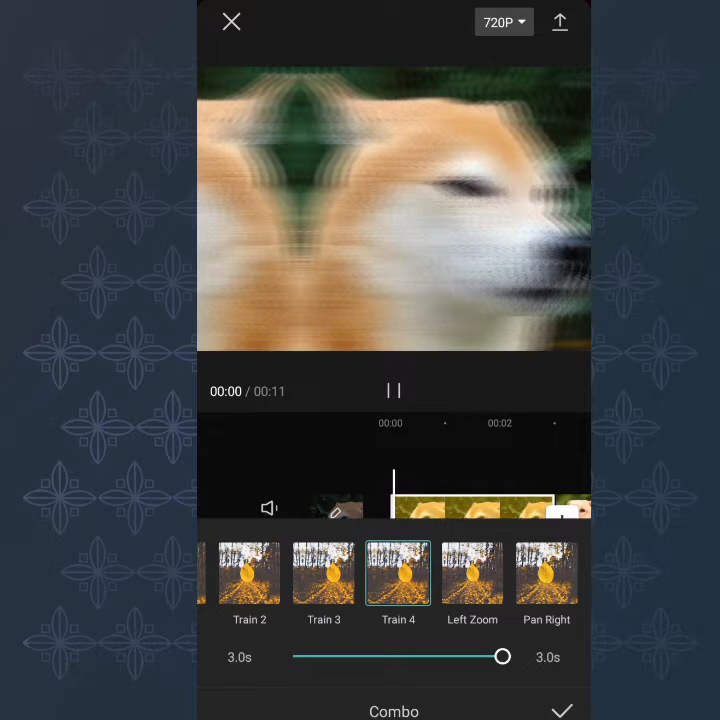 720P
00:00 / 00:11
00:00
00:02
Train 2
Train 3
Train 4
Left Zoom
Pan Right
3.0s
3.0s
Combo